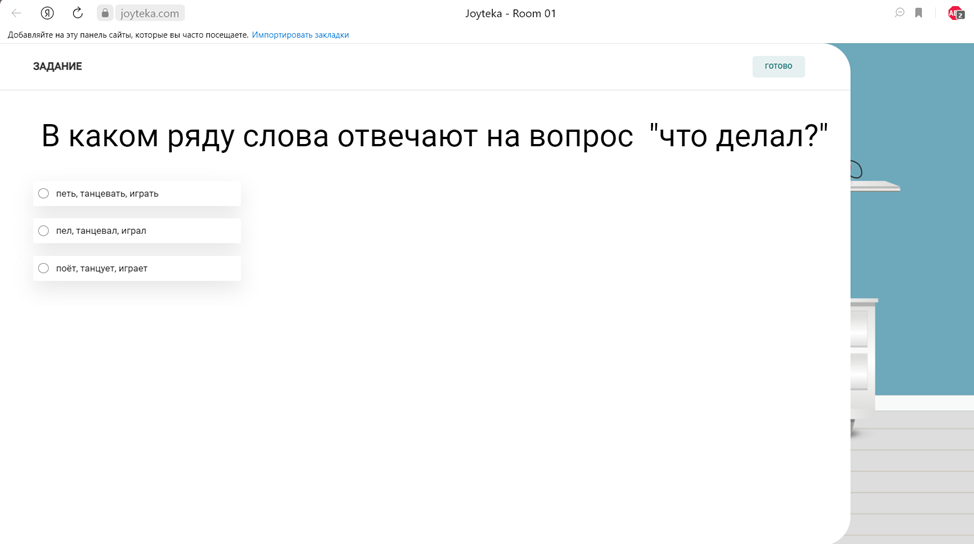 joyteka.com
Joyteka - Room 01
Добавляйте на эту панель сайты, которые вы часто посещаете. Импортировать закладки
ЗАДАНИЕ
готово
В каком ряду слова отвечают на вопрос "что делал?"
петь, танцевать, играть
пел, танцевал, играл
поёт, танцует, играет